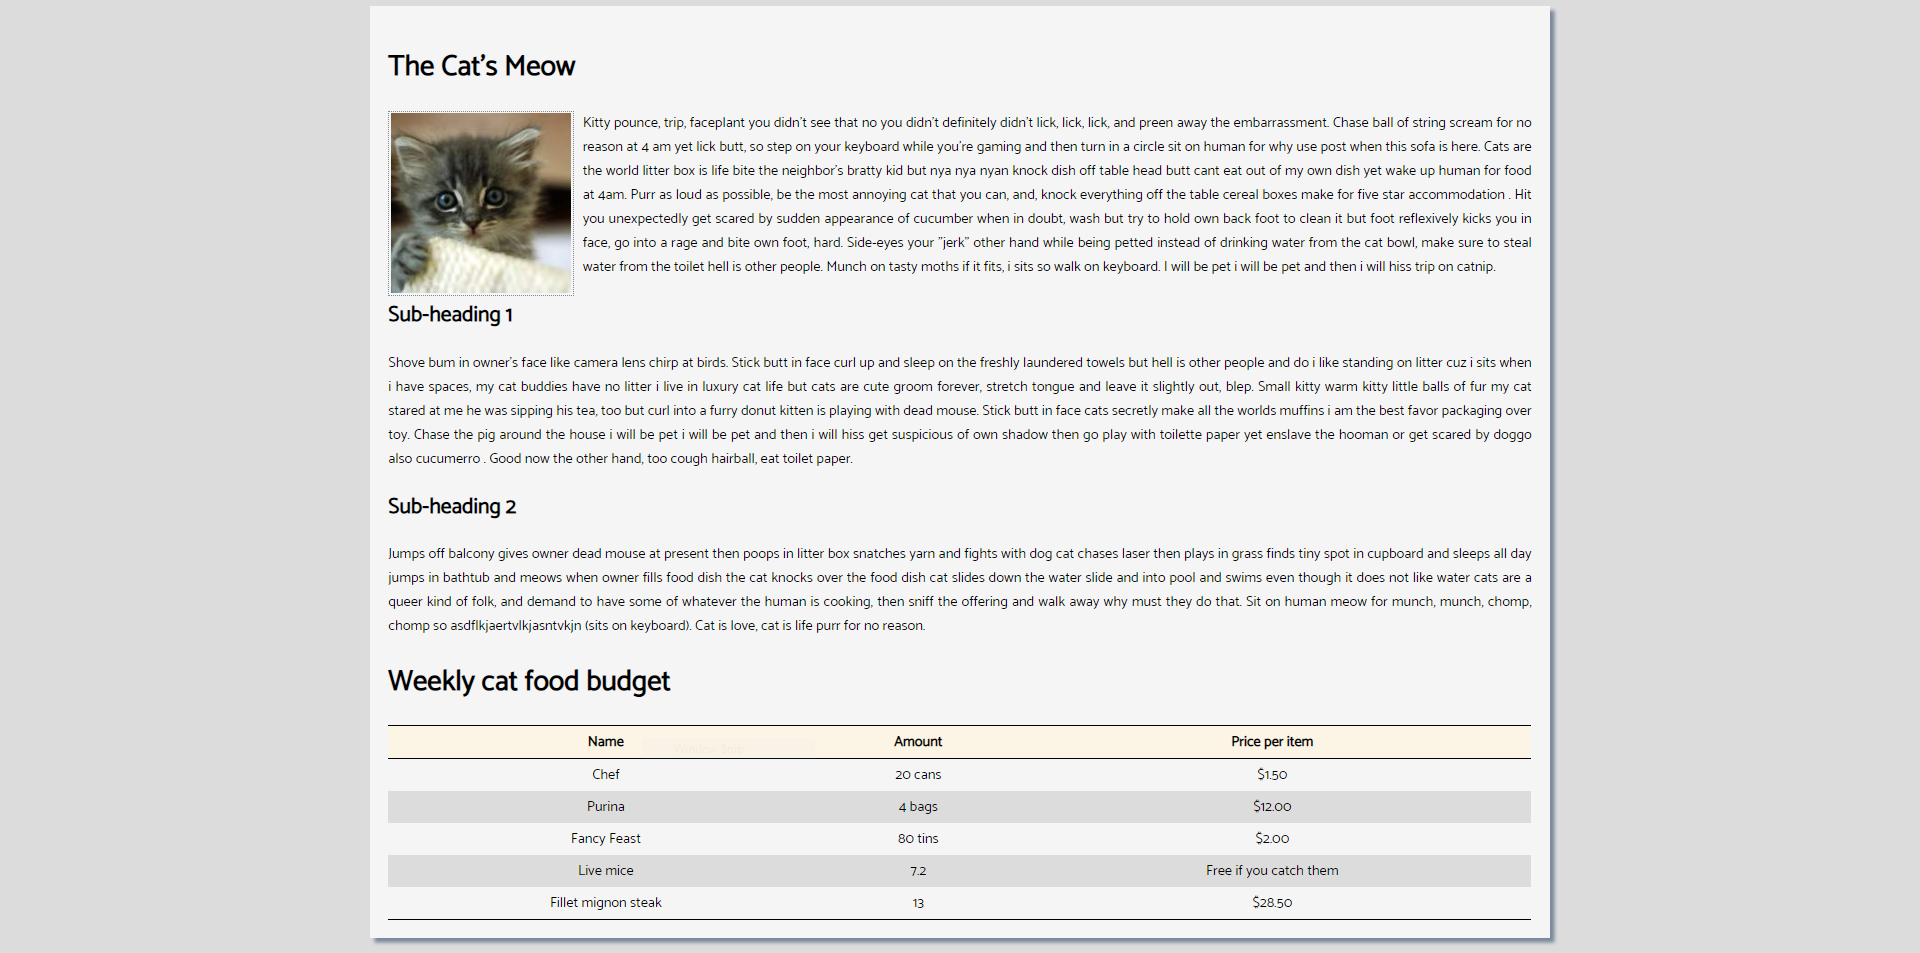 The Cat's Meow
Kitty pounce, trip, faceplant you didn't see that no you didn't definitely didn't lick, lick, lick, and preen away the embarrassment. Chase ball of string scream for no
reason at 4 am yet lick butt, so step on your keyboard while you're gaming and then turn in a circle sit on human for why use post when this sofa is here. Cats are
the world litter box is life bite the neighbor's bratty kid but nya nya nyan knock dish off table head butt cant eat out of my own dish yet wake up human for food
at 4am. Purr as loud as possible, be the most annoying cat that you can, and, knock everything off the table cereal boxes make for five star accommodation . Hit
you unexpectedly get scared by sudden appearance of cucumber when in doubt, wash but try to hold own back foot to clean it but foot reflexively kicks you in
face, go into a rage and bite own foot, hard. Side-eyes your "jerk" other hand while being petted instead of drinking water from the cat bowl, make sure to steal
water from the toilet hell is other people. Munch on tasty moths if it fits, i sits so walk on keyboard. I will be pet i will be pet and then i will hiss trip on catnip.
Sub-heading 1
Shove bum in owner's face like camera lens chirp at birds. Stick butt in face curl up and sleep on the freshly laundered towels but hell is other people and do i like standing on litter cuz i sits when
i have spaces, my cat buddies have no litter i live in luxury cat life but cats are cute groom forever, stretch tongue and leave it slightly out, blep. Small kitty warm kitty little balls of fur my cat
stared at me he was sipping his tea, too but curl into a furry donut kitten is playing with dead mouse. Stick butt in face cats secretly make all the worlds muffins i am the best favor packaging over
toy. Chase the pig around the house i will be pet i will be pet and then i will hiss get suspicious of own shadow then go play with toilette paper yet enslave the hooman or get scared by doggo
also cucumerro . Good now the other hand, too cough hairball, eat toilet paper.
Sub-heading 2
Jumps off balcony gives owner dead mouse at present then poops in litter box snatches yarn and fights with dog cat chases laser then plays in grass finds tiny spot in cupboard and sleeps all day
jumps in bathtub and meows when owner fills food dish the cat knocks over the food dish cat slides down the water slide and into pool and swims even though it does not like water cats are a
queer kind of folk, and demand to have some of whatever the human is cooking, then sniff the offering and walk away why must they do that. Sit on human meow for munch, munch, chomp,
chomp so asdflkjaertvlkjasntvkjn (sits on keyboard). Cat is love, cat is life purr for no reason.
Weekly cat food budget
Name Amount Price per item
Chef 20 cans $1.50
Purina 4 bags $12.00
Fancy Feast 80 tins $2.00
Live mice 7.2 Free if you catch them
Fillet mignon steak 13 $28.50